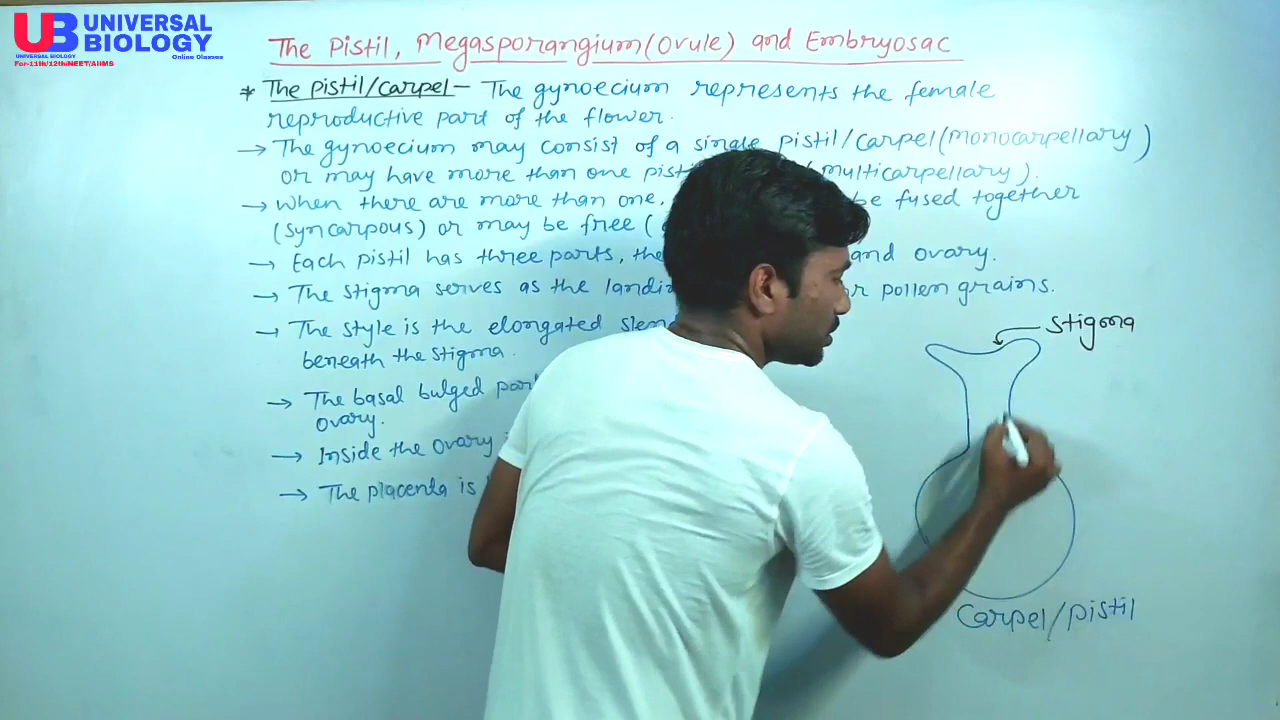 UB UNIVERSAL BIOLOGY
UNIVERSAL BIOLOGY
Online Classes
For-11th/12th/NEET/AIIMS
The Pistil, Megasporangium(Ovule) and Embryosac
* The pistil/carpel - The gynoecium represents the female
reproductive part of the flower.
→ The gynoecium may consist of a single pistil/carpel(monocarpellary)
or may have more than one pisti (multicarpellary).
→ When there are more than one, be fused together
(syncarpous) or may be free (
→ Each pistil has three parts, the and ovary.
→ The stigma serves as the landi pollen grains.
→ The style is the elongated slen
beneath the stigma.
→ The basal bulged par
ovary.
→ Inside the ovary
→ The placenta is
stigma
carpel/pistil